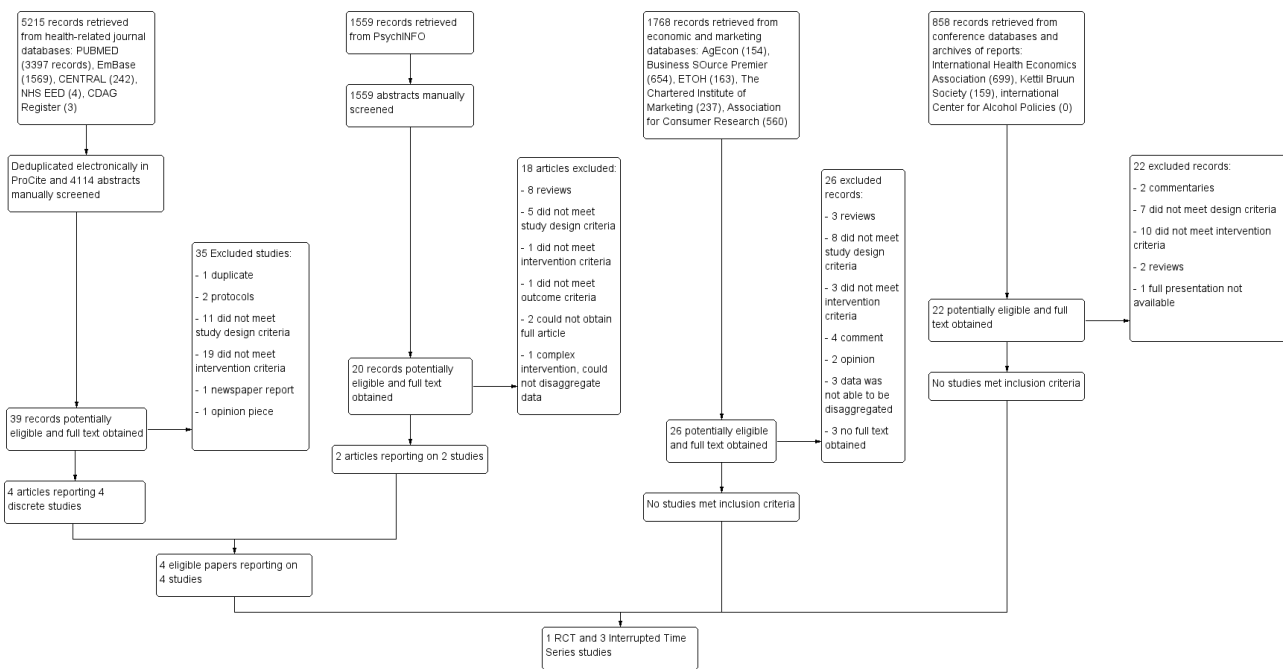 5215 records retrieved
from health-related journal
databases: PUBMED
(3397 records), EmBase
(1569), CENTRAL (242),
NHS EED (4), CDAG
Register (3)
Deduplicated electronically in
ProCite and 4114 abstracts
manually screened
35 Excluded studies:
- 1 duplicate
- 2 protocols
- 11 did not meet
study design criteria
- 19 did not meet
intervention criteria
- 1 newspaper report
- 1 opinion piece
39 records potentially
eligible and full text obtained
4 articles reporting 4
discrete studies
1559 records retrieved
from PsychINFO
1559 abstracts manually
screened
18 articles excluded:
- 8 reviews
- 5 did not meet
study design criteria
- 1 did not meet
intervention criteria
- 1 did not meet
outcome criteria
- 2 could not obtain
full article
- 1 complex
intervention, could
not disaggregate
data
20 records potentially
eligible and full text
obtained
2 articles reporting on 2 studies
4 eligible papers reporting on
4 studies
1768 records retrieved from
economic and marketing
databases: AgEcon (154),
Business SOurce Premier
(654), ETOH (163), The
Chartered Institute of
Marketing (237), Association
for Consumer Research (560)
26 excluded
records:
- 3 reviews
- 8 did not meet
study design
criteria
- 3 did not meet
intervention
criteria
- 4 comment
- 2 opinion
- 3 data was
not able to be
disaggregated
- 3 no full text
obtained
26 potentially eligible
and full text obtained
No studies met inclusion criteria
858 records retrieved from
conference databases and
archives of reports:
International Health Economics
Association (699), Kettil Bruun
Society (159), international
Center for Alcohol Policies (0)
22 excluded records:
- 2 commentaries
- 7 did not meet design criteria
- 10 did not meet intervention
criteria
- 2 reviews
- 1 full presentation not
available
22 potentially eligible and full
text obtained
No studies met inclusion criteria
1 RCT and 3 Interrupted Time
Series studies